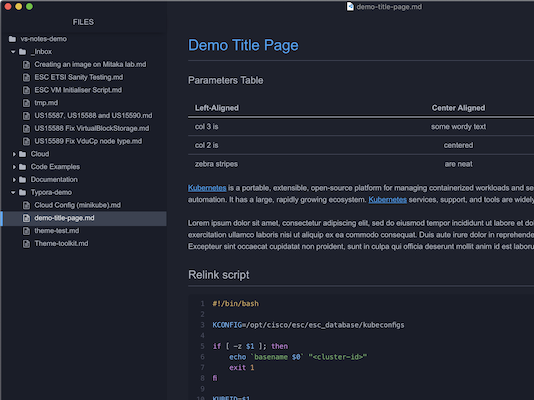 demo-title-page.md
FILES
vs-notes-demo
_Inbox
Creating an image on Mitaka lab.md
ESC ETSI Sanity Testing.md
ESC VM Initialiser Script.md
tmp.md
US15587, US15588 and US15590.md
US15588 Fix VirtualBlockStorage.md
US15589 Fix VduCp node type.md
Cloud
Code Examples
Documentation
Typora-demo
Cloud Config (minikube).md
demo-title-page.md
theme-test.md
Theme-toolkit.md
Demo Title Page
Parameters Table
Left-Aligned Center Aligned
col 3 is some wordy text
col 2 is centered
zebra stripes are neat
Kubernetes is a portable, extensible, open-source platform for managing containerized workloads and se
automation. It has a large, rapidly growing ecosystem. Kubernetes services, support, and tools are widely
Lorem ipsum dolor sit amet, consectetur adipiscing elit, sed do eiusmod tempor incididunt ut labore et do
exercitation ullamco laboris nisi ut aliquip ex ea commodo consequat. Duis aute irure dolor in reprehende
Excepteur sint occaecat cupidatat non proident, sunt in culpa qui officia deserunt mollit anim id est laboru
Relink script
1 #!/bin/bash
2
3 KCONFIG=/opt/cisco/esc/esc_database/kubeconfigs
4
5 if [ -z $1 ]; then
6 echo `basename $0` "<cluster-id>"
7 exit 1
8 fi
9
10 KUBEID=$1